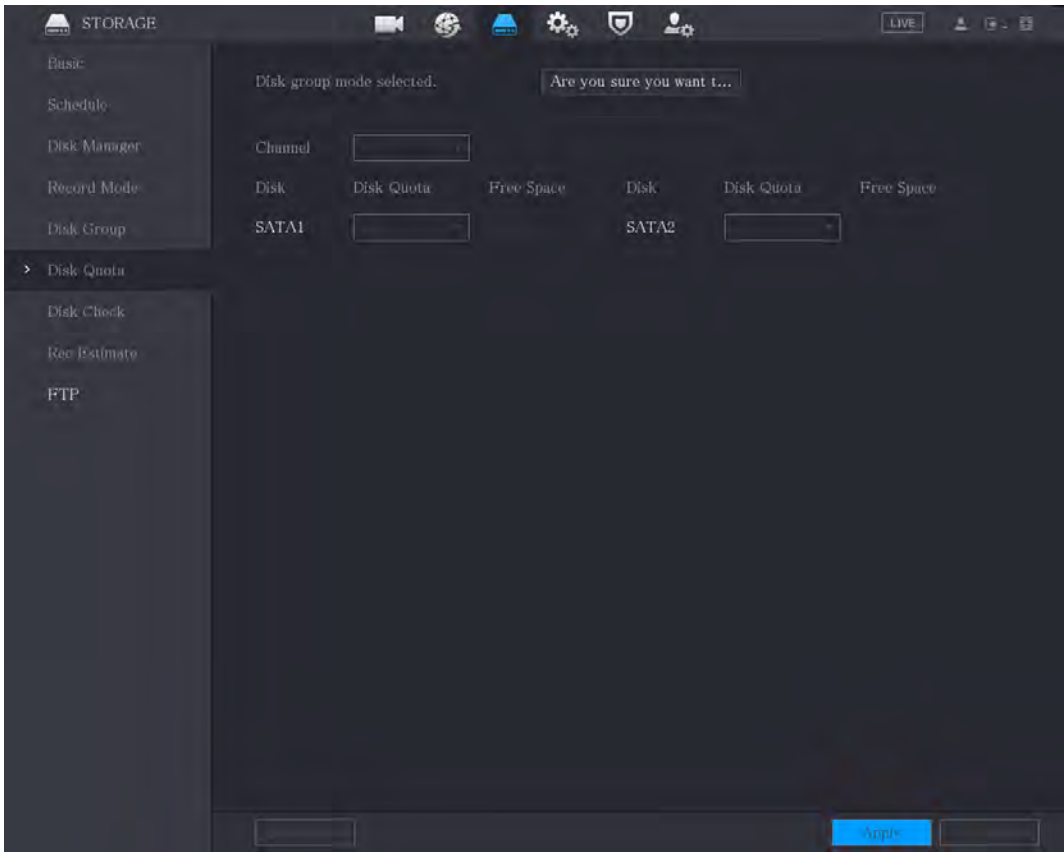 STORAGE LIVE
Basic
Disk group mode selected. Are you sure you want t...
Schedule
Disk Manager Channel
Record Mode Disk Disk Quota Free Space Disk Disk Quota Free Space
Disk Group SATA1 SATA2
Disk Quota
Disk Check
Rec Estimate
FTP
Apply